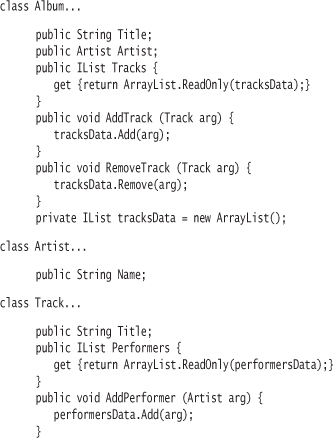 class Album...
public String Title;
public Artist Artist;
public IList Tracks {
get {return ArrayList.ReadOnly(tracksData);}
}
public void AddTrack (Track arg) {
tracksData.Add(arg);
}
public void RemoveTrack (Track arg) {
tracksData.Remove(arg);
}
private IList tracksData = new ArrayList();
class Artist...
public String Name;
class Track...
public String Title;
public IList Performers {
get {return ArrayList.ReadOnly(performersData);}
}
public void AddPerformer (Artist arg) {
performersData.Add(arg);
}